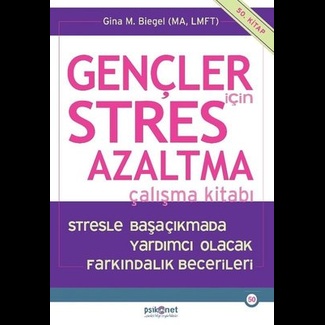 Gina M. Biegel (MA, LMFT)
50. KİTAP
GENÇLER
için
STRES
AZALTMA
çalışma kitabı
STRESLE BAŞAÇIKMADA
YARDIMCI OLACAK
FARKINDALIK BECERİLERİ
50
psikonet